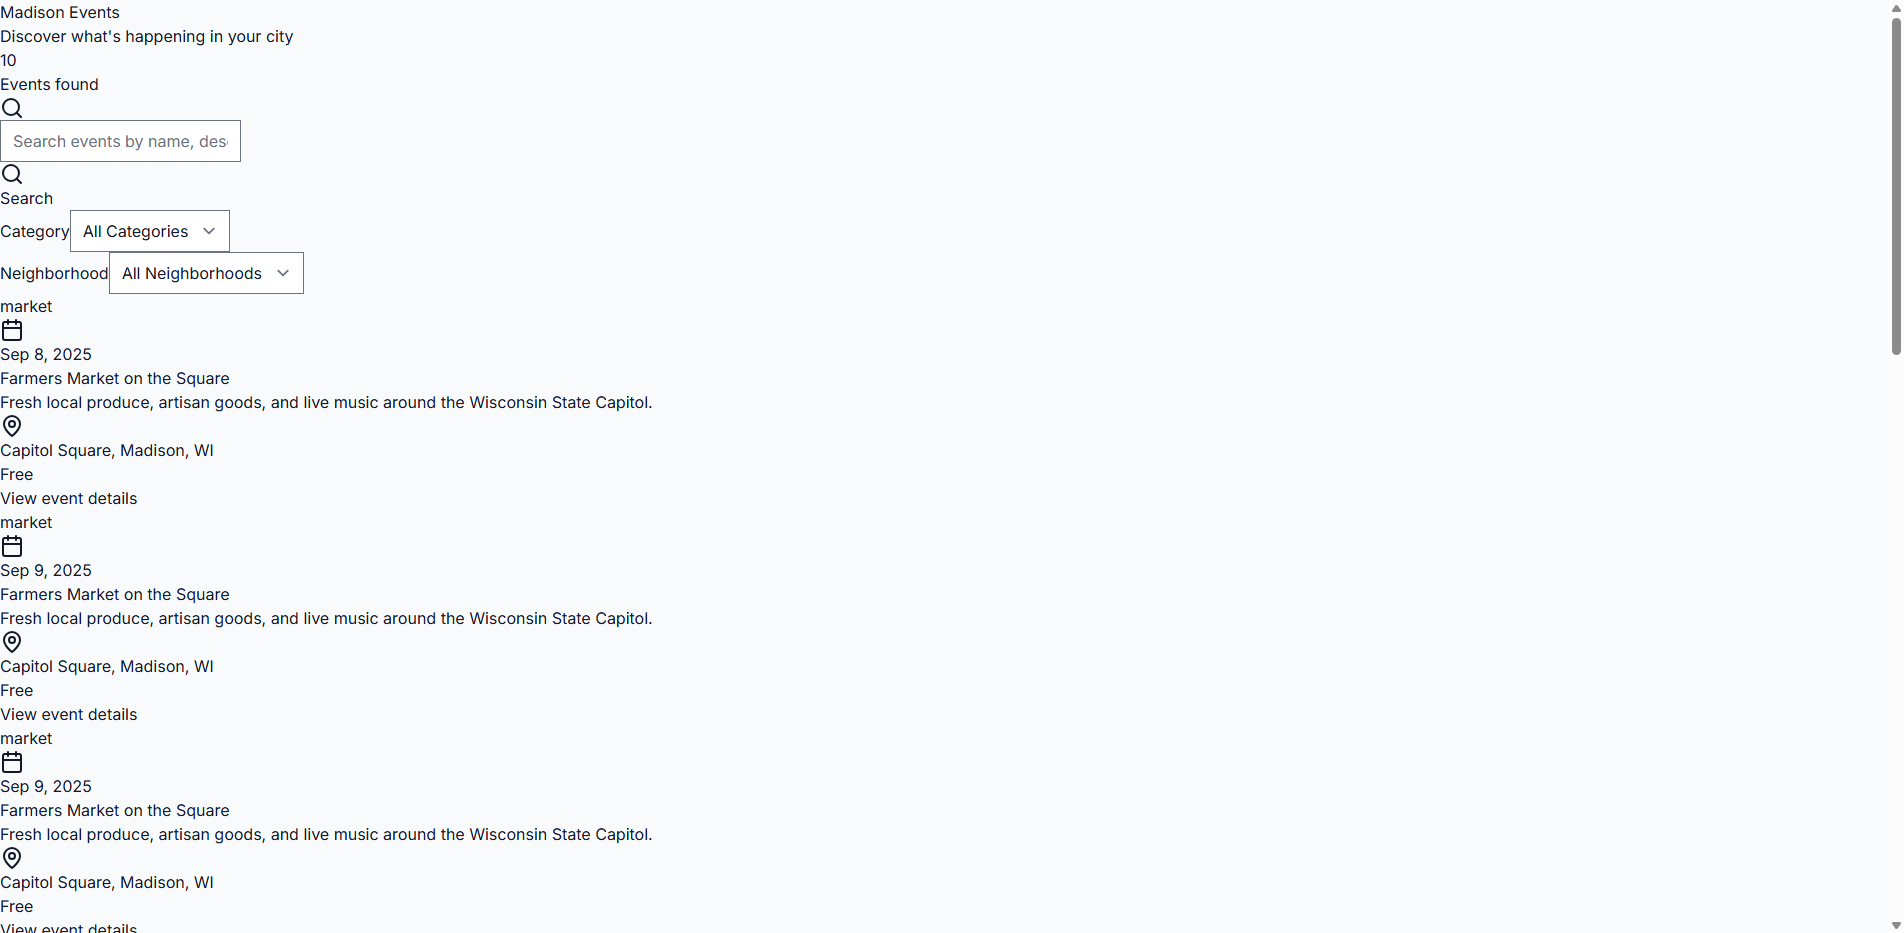 Madison Events
Discover what's happening in your city
10
Events found
Search events by name, des
Search
Category All Categories
Neighborhood All Neighborhoods
market
Sep 8, 2025
Farmers Market on the Square
Fresh local produce, artisan goods, and live music around the Wisconsin State Capitol.
Capitol Square, Madison, WI
Free
View event details
market
Sep 9, 2025
Farmers Market on the Square
Fresh local produce, artisan goods, and live music around the Wisconsin State Capitol.
Capitol Square, Madison, WI
Free
View event details
market
Sep 9, 2025
Farmers Market on the Square
Fresh local produce, artisan goods, and live music around the Wisconsin State Capitol.
Capitol Square, Madison, WI
Free
View event details